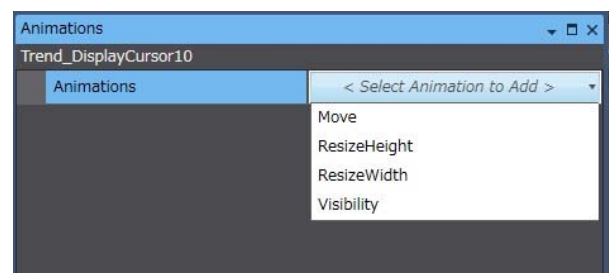 Animations
Trend_DisplayCursor10
Animations < Select Animation to Add >
Move
ResizeHeight
ResizeWidth
Visibility